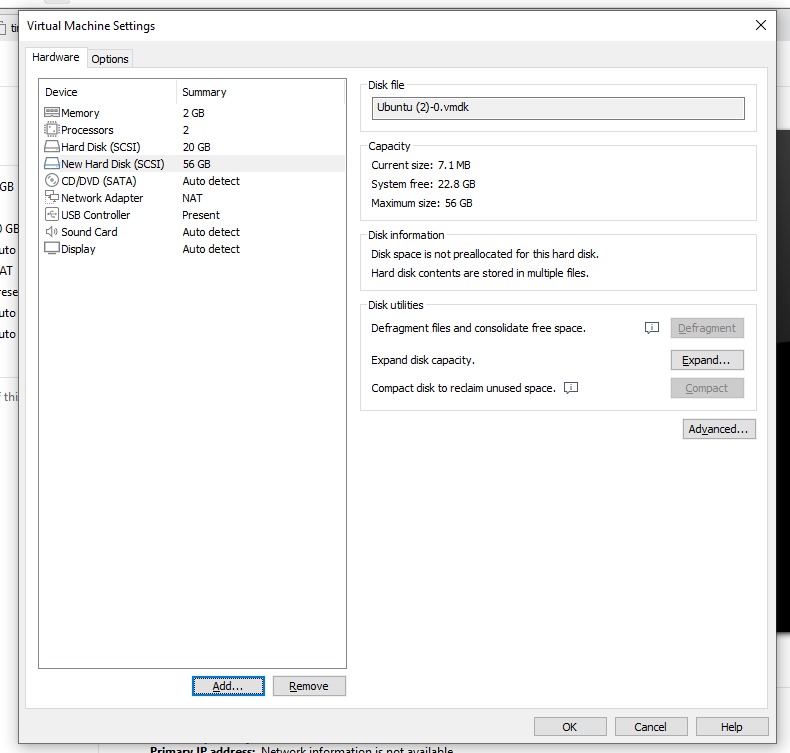 Virtual Machine Settings
Hardware
Options
Device Summary
Memory 2 GB
Processors 2
Hard Disk (SCSI) 20 GB
New Hard Disk (SCSI) 56 GB
CD/DVD (SATA) Auto detect
Network Adapter NAT
USB Controller Present
Sound Card Auto detect
Display Auto detect
Add...
Remove
Disk file
Ubuntu (2)-0.vmdk
Capacity
Current size: 7.1 MB
System free: 22.8 GB
Maximum size: 56 GB
Disk information
Disk space is not preallocated for this hard disk.
Hard disk contents are stored in multiple files.
Disk utilities
Defragment files and consolidate free space.
Defragment
Expand disk capacity.
Expand...
Compact disk to reclaim unused space.
Compact
Advanced...
OK
Cancel
Help
GB
GB
AT
Primary IP address: Network information is not available